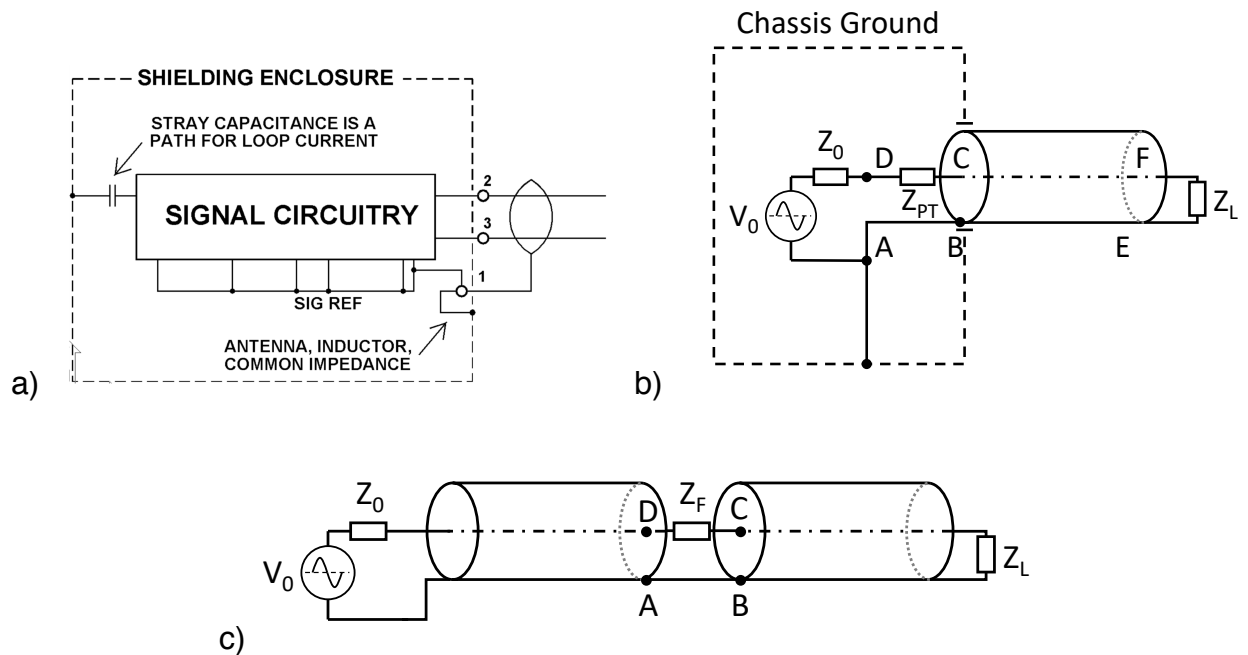 SHIELDING ENCLOSURE
STRAY CAPACITANCE IS A
PATH FOR LOOP CURRENT
SIGNAL CIRCUITRY
2
3
1
SIG REF
ANTENNA, INDUCTOR,
COMMON IMPEDANCE
a)
Chassis Ground
Z0 D C F
ZPT ZL
V0
A B E
b)
Z0 D ZF C
V0 ZL
A B
c)